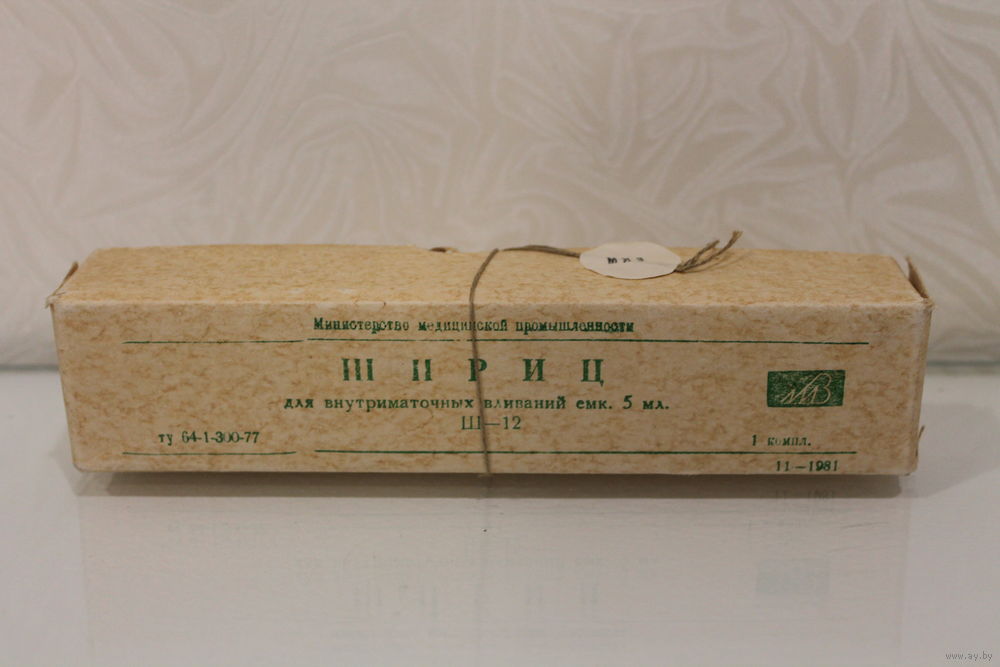 Министерство медицинской промышленности
ШПРИЦ
для внутриматочных вливаний емк. 5 мл.
Ш—12
ту 64-1-300-77
1 компл.
11—1981
www.ay.by